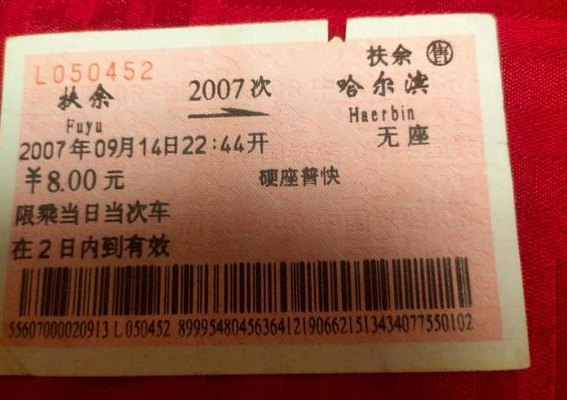 L050452
扶余 售
扶余 2007次 哈尔滨
Fuyu Haerbin
2007年09月14日22:44开 无座
¥8.00元 硬座普快
限乘当日当次车
在2日内到有效
55607000020913 L050452 89995480456364121906621513434077550102